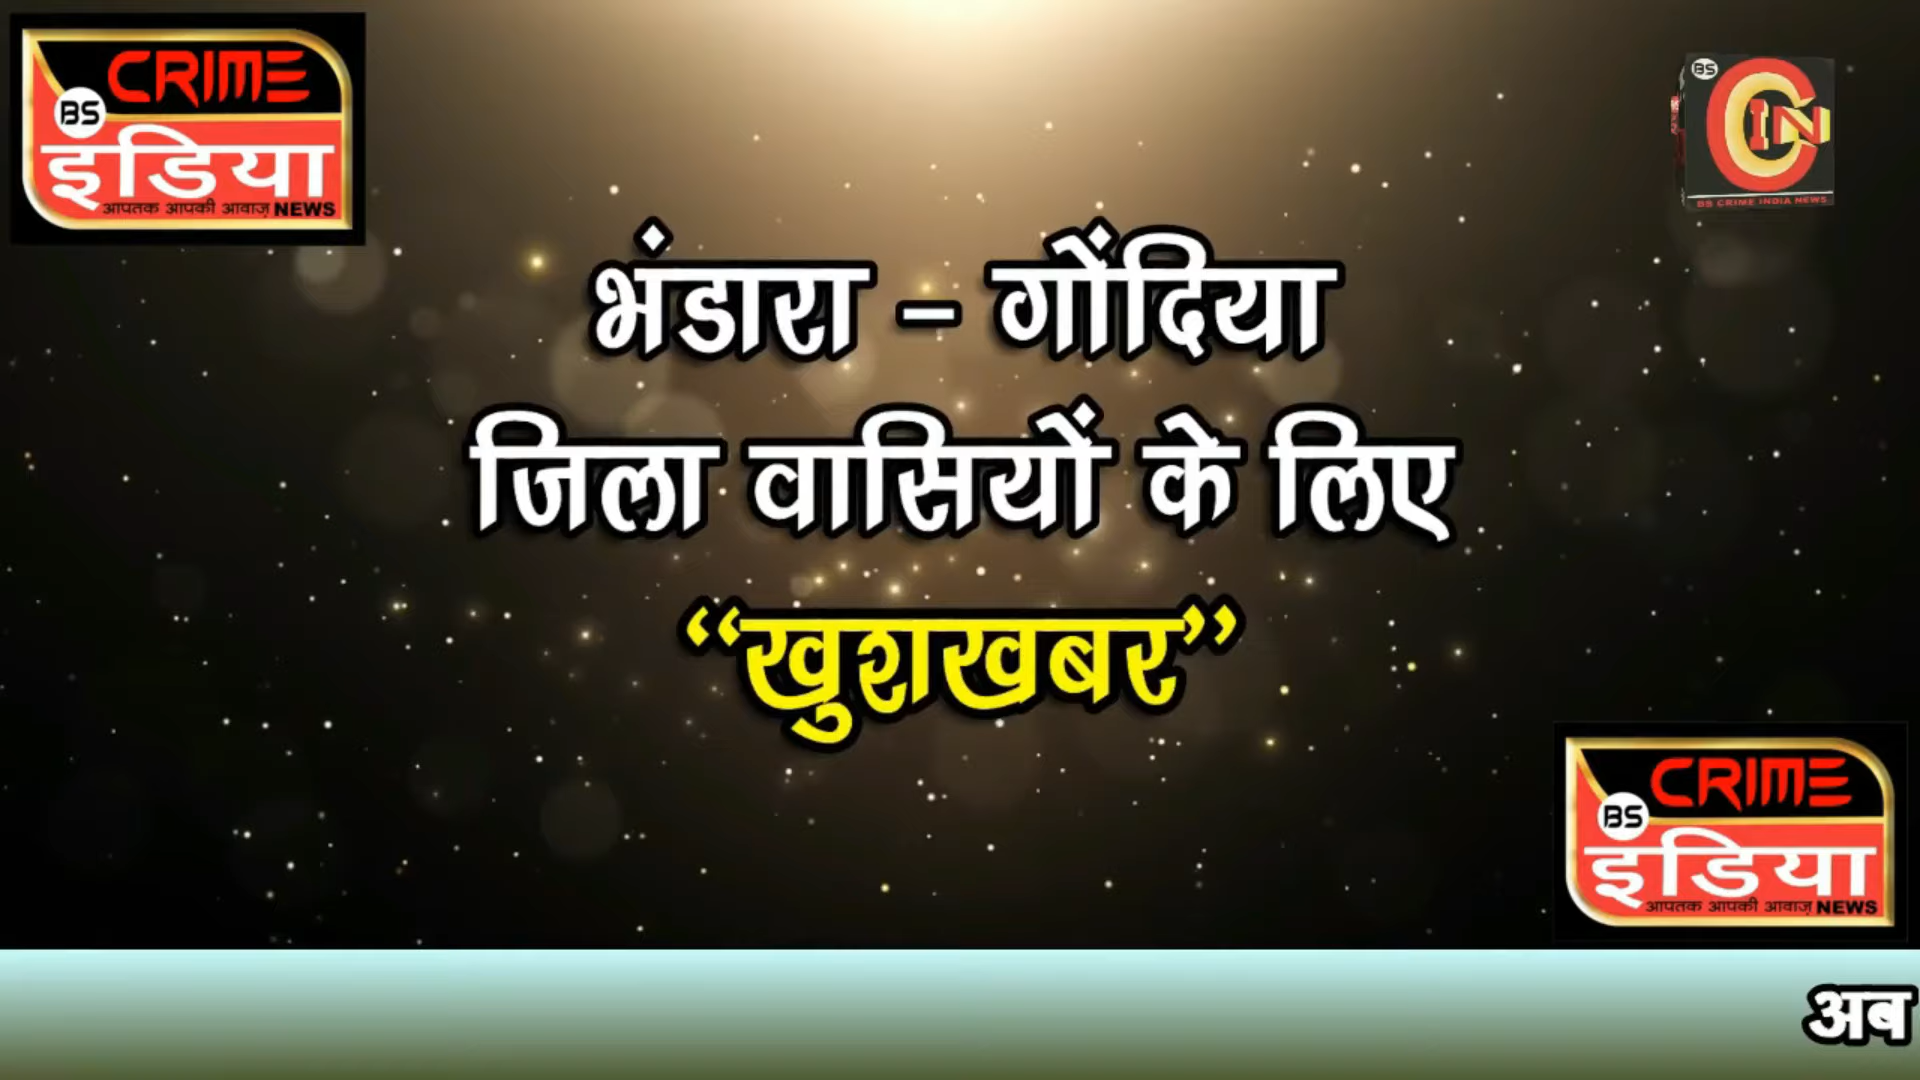 CRIME
BS
इंडिया
आपतक आपकी आवाज़ NEWS
BS
CIN
BS CRIME INDIA NEWS
भंडारा – गोंदिया
जिला वासियों के लिए
“खुशखबर”
CRIME
BS
इंडिया
आपतक आपकी आवाज़ NEWS
अब